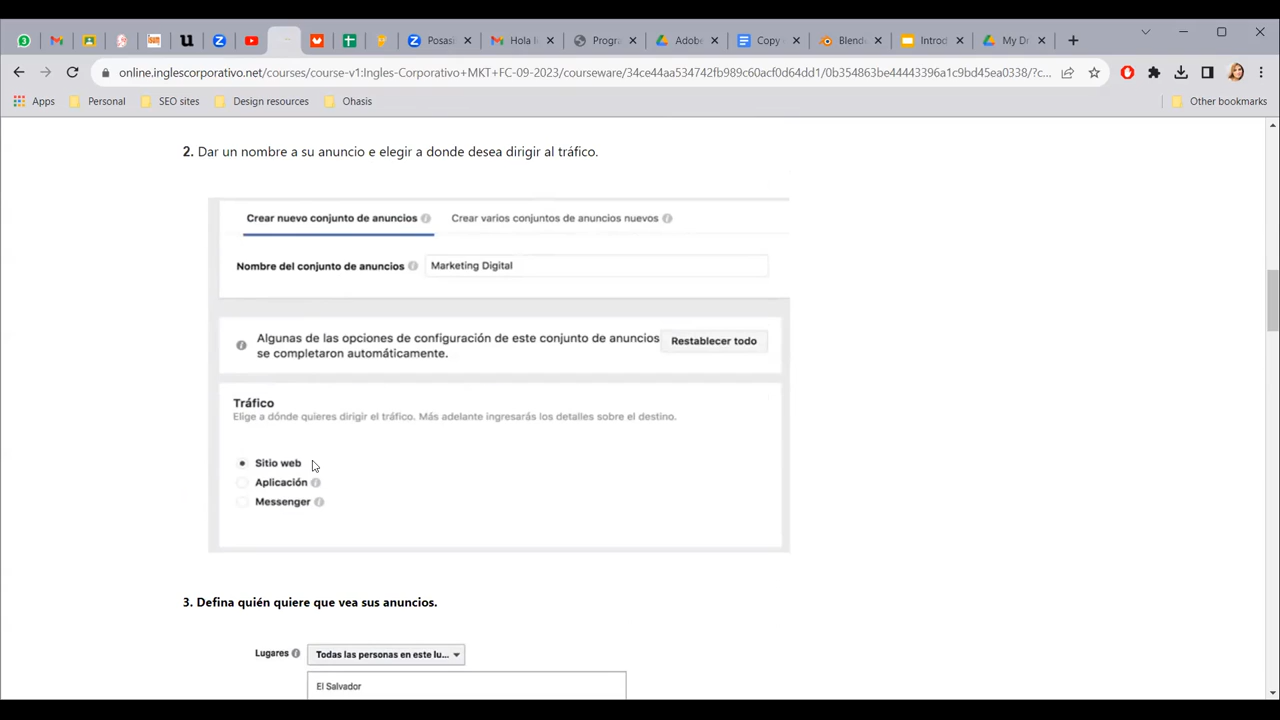 3
Posasi
Hola E
Progr
Adobe
Copy
Blend
Introd
My D
online.inglescorporativo.net/courses/course-v1:Ingles-Corporativo+MKT+FC-09-2023/courseware/34ce44aa534742fb989c60acf0d64dd1/0b354863be44443396a1c9bd45ea0338/?c...
Apps Personal SEO sites Design resources Ohasis Other bookmarks
2. Dar un nombre a su anuncio e elegir a donde desea dirigir al tráfico.
Crear nuevo conjunto de anuncios Crear varios conjuntos de anuncios nuevos
Nombre del conjunto de anuncios Marketing Digital
Algunas de las opciones de configuración de este conjunto de anuncios
se completaron automáticamente.
Restablecer todo
Tráfico
Elige a dónde quieres dirigir el tráfico. Más adelante ingresarás los detalles sobre el destino.
Sitio web
Aplicación
Messenger
3. Defina quién quiere que vea sus anuncios.
Lugares Todas las personas en este lu...
El Salvador